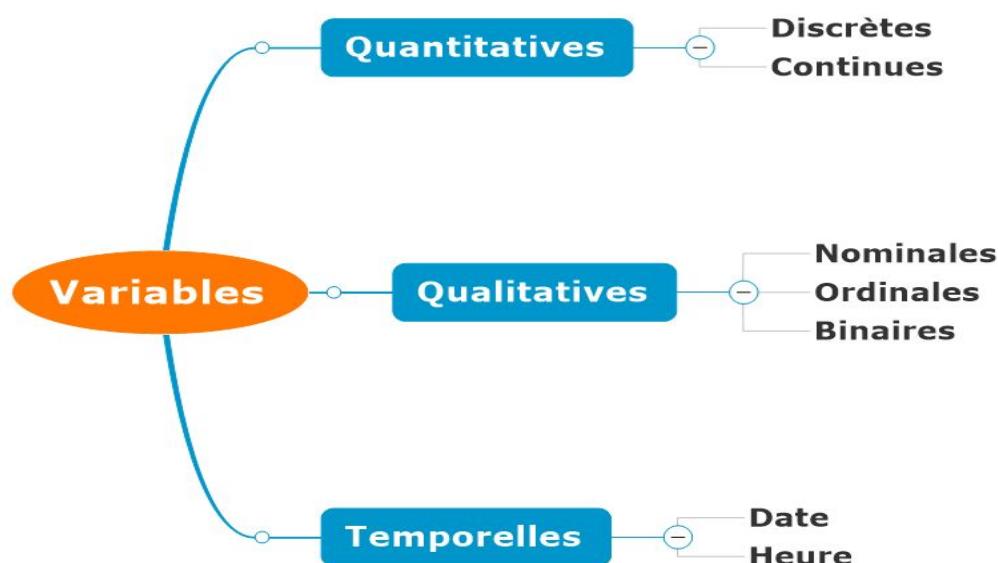 Variables
Quantitatives
Discrètes
Continues
Qualitatives
Nominales
Ordinales
Binaires
Temporelles
Date
Heure